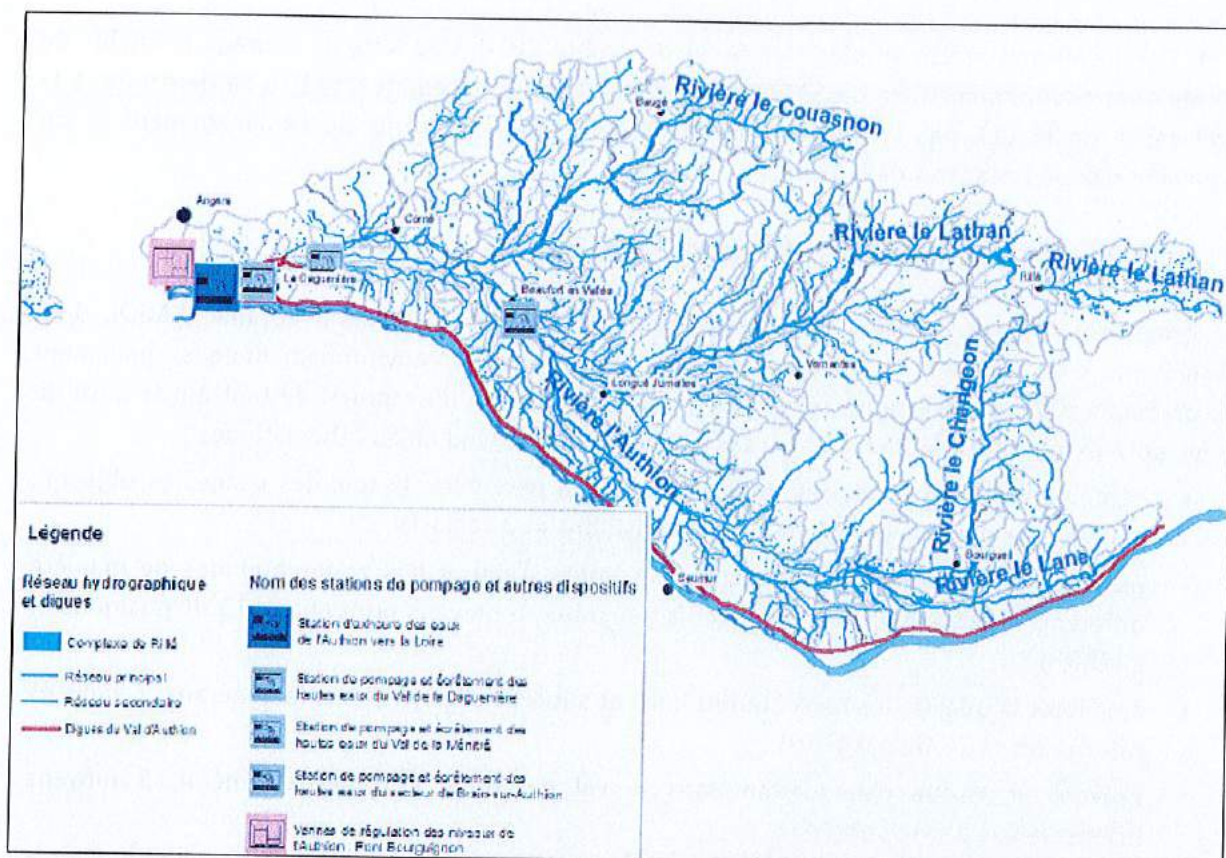 Rivière le Couasnon
Baugé
Angers
Corné
Rivière le Lathan
Rivière le Lathan
Rillé
La Daguenière
Beaufort en Vallée
Vernantes
Longué Jumelles
Rivière l'Authion
Rivière le Changeon
Bourgueil
Rivière le Lane
Saumur
Légende
Réseau hydrographique
et digues
Complexe de Rillé
Réseau principal
Réseau secondaire
Digues du Val d'Authion
Nom des stations de pompage et autres dispositifs
Station d'exhaure des eaux
de l'Authion vers la Loire
Station de pompage et écrêtement des
hautes eaux du Val de la Daguenière
Station de pompage et écrêtement des
hautes eaux du Val de la Ménitré
Station de pompage et écrêtement des
hautes eaux du secteur de Brain sur Authion
Vannes de régulation des niveaux de
l'Authion : Pont Bourguignon